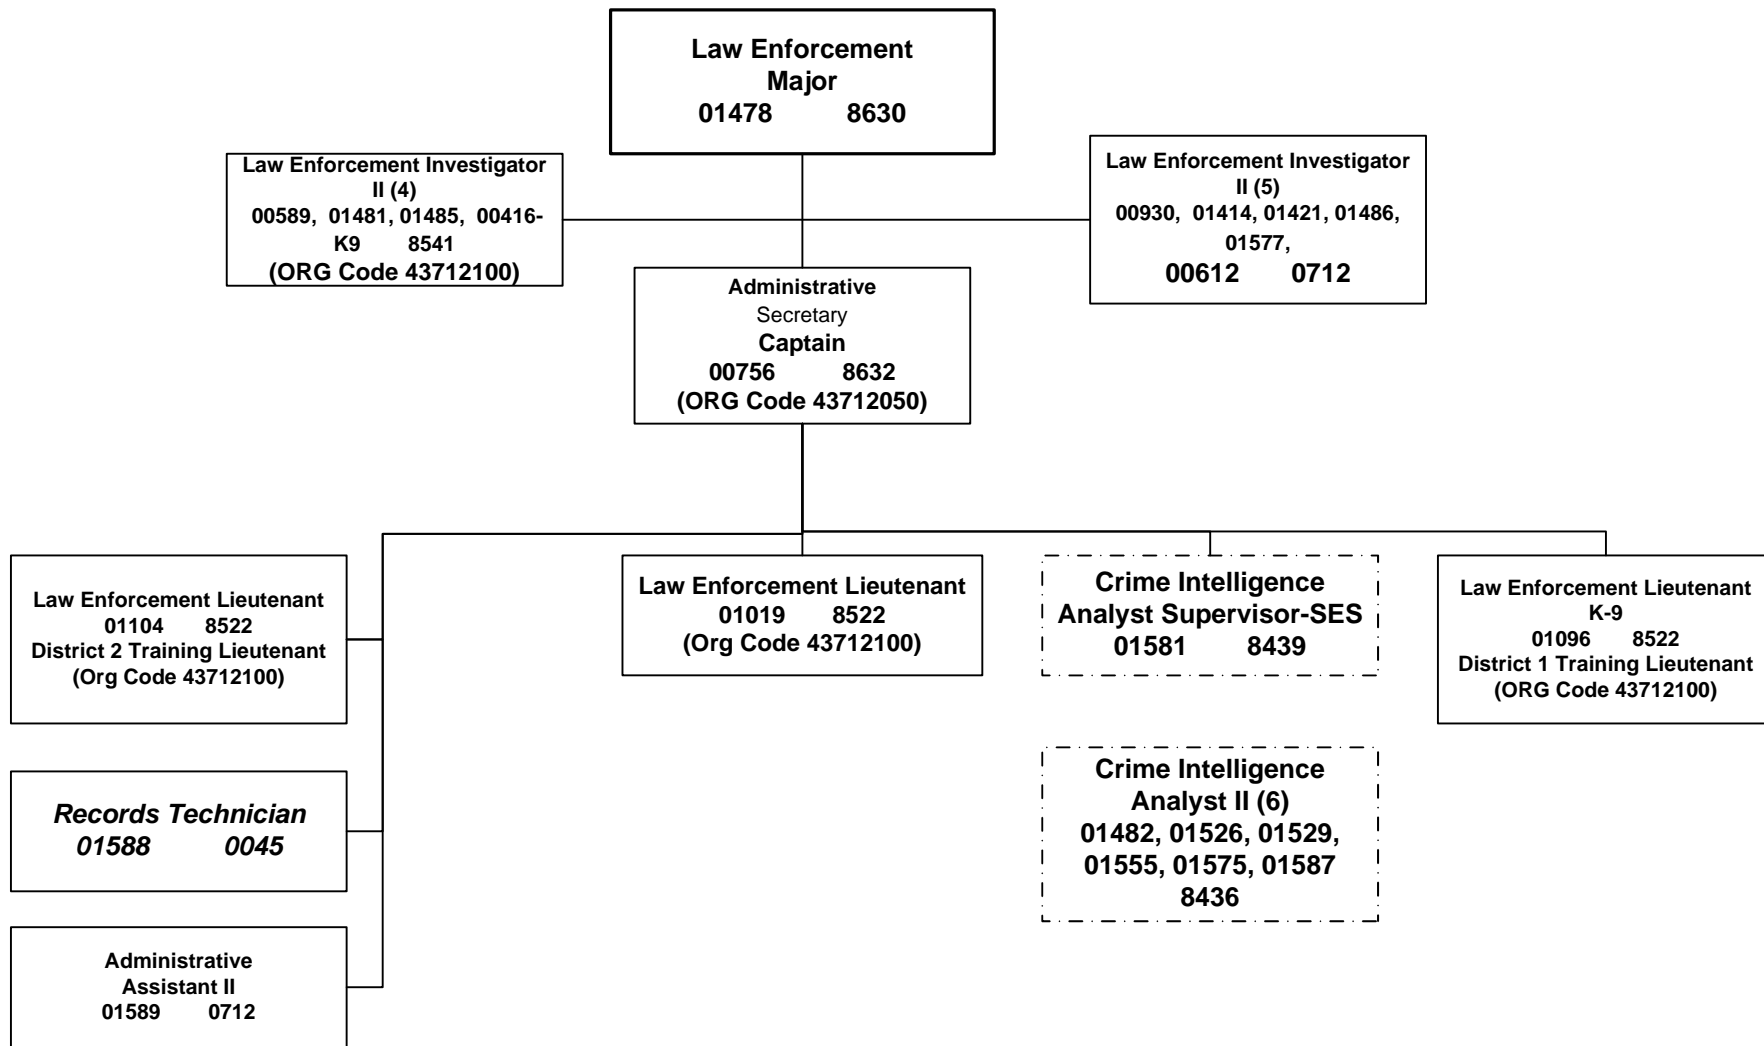 Law Enforcement
Major
01478 8630
Law Enforcement Investigator
II (4)
00589, 01481, 01485, 00416-
K9 8541
(ORG Code 43712100)
Law Enforcement Investigator
II (5)
00930, 01414, 01421, 01486,
01577,
00612 0712
Administrative
Secretary
Captain
00756 8632
(ORG Code 43712050)
Law Enforcement Lieutenant
01104 8522
District 2 Training Lieutenant
(Org Code 43712100)
Law Enforcement Lieutenant
01019 8522
(Org Code 43712100)
Crime Intelligence
Analyst Supervisor-SES
01581 8439
Law Enforcement Lieutenant
K-9
01096 8522
District 1 Training Lieutenant
(ORG Code 43712100)
Records Technician
01588 0045
Crime Intelligence
Analyst II (6)
01482, 01526, 01529,
01555, 01575, 01587
8436
Administrative
Assistant II
01589 0712